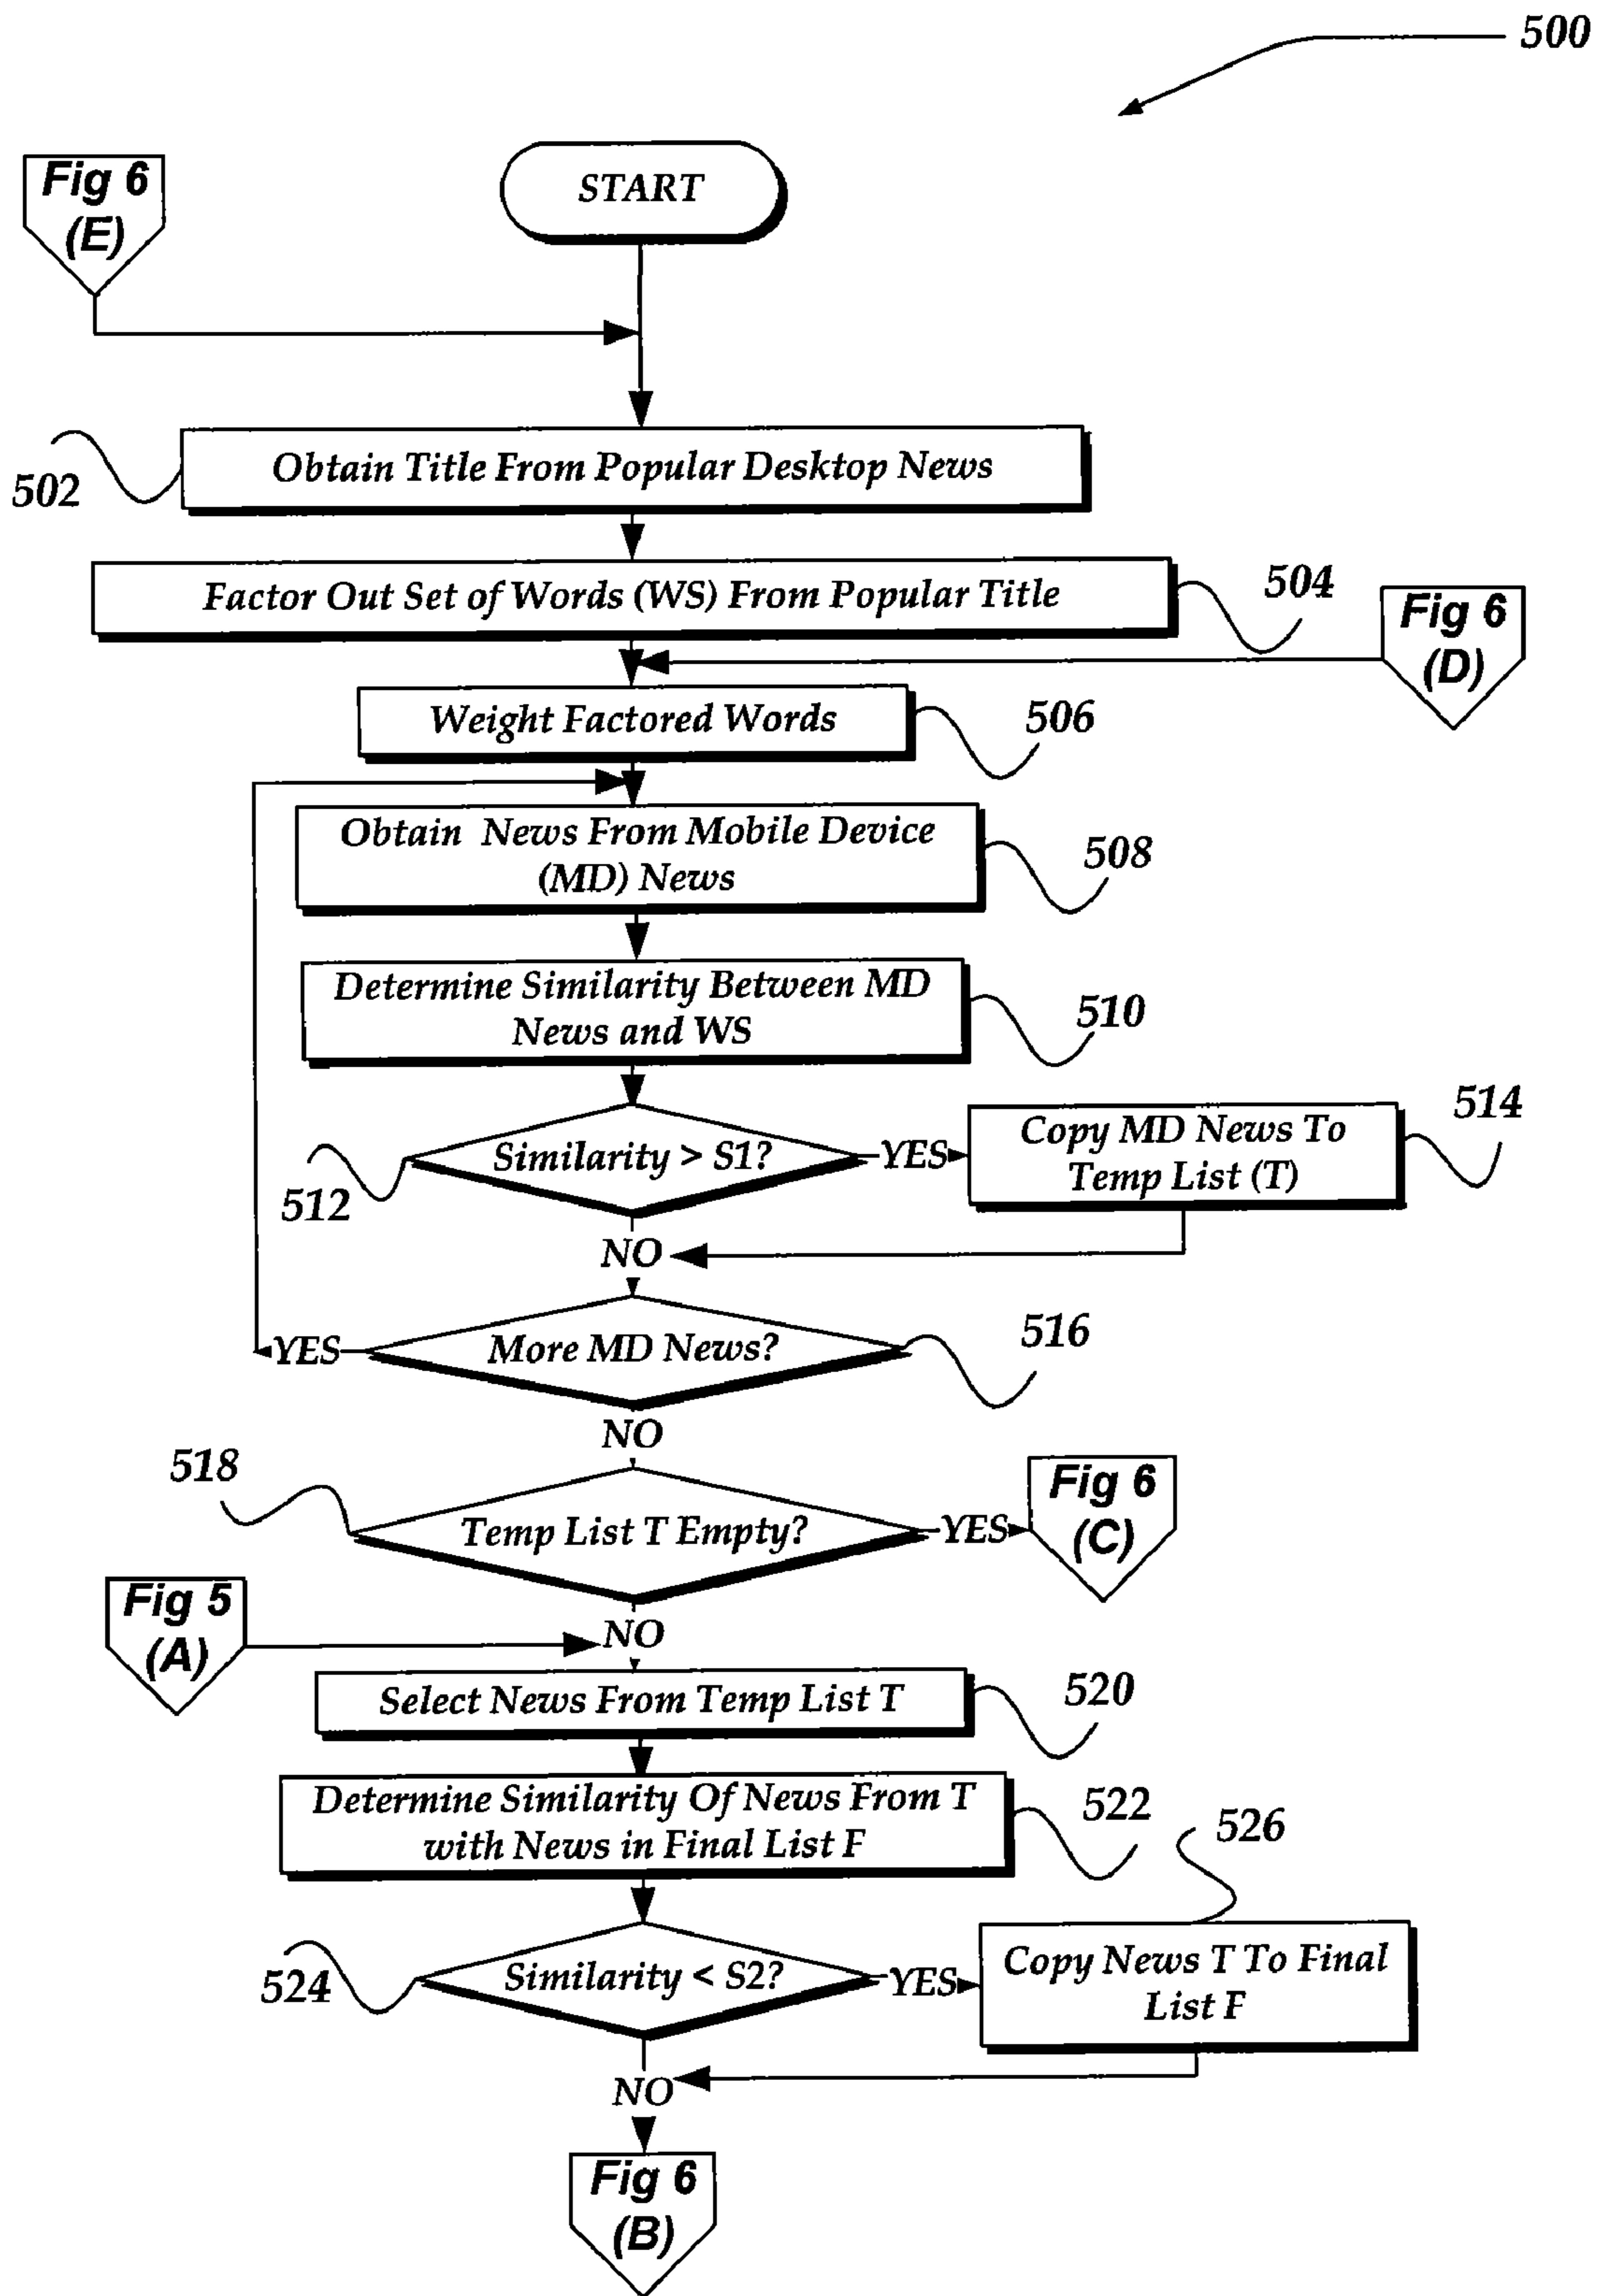 500
Fig 6
(E)
START
502
Obtain Title From Popular Desktop News
Factor Out Set of Words (WS) From Popular Title
504
Fig 6
(D)
Weight Factored Words
506
Obtain News From Mobile Device
(MD) News
508
Determine Similarity Between MD
News and WS
510
512
Similarity > S1?
YES
Copy MD News To
Temp List (T)
514
NO
YES
More MD News?
516
NO
518
Temp List T Empty?
YES
Fig 6
(C)
Fig 5
(A)
NO
Select News From Temp List T
520
Determine Similarity Of News From T
with News in Final List F
522
524
Similarity < S2?
YES
526
Copy News T To Final
List F
NO
Fig 6
(B)